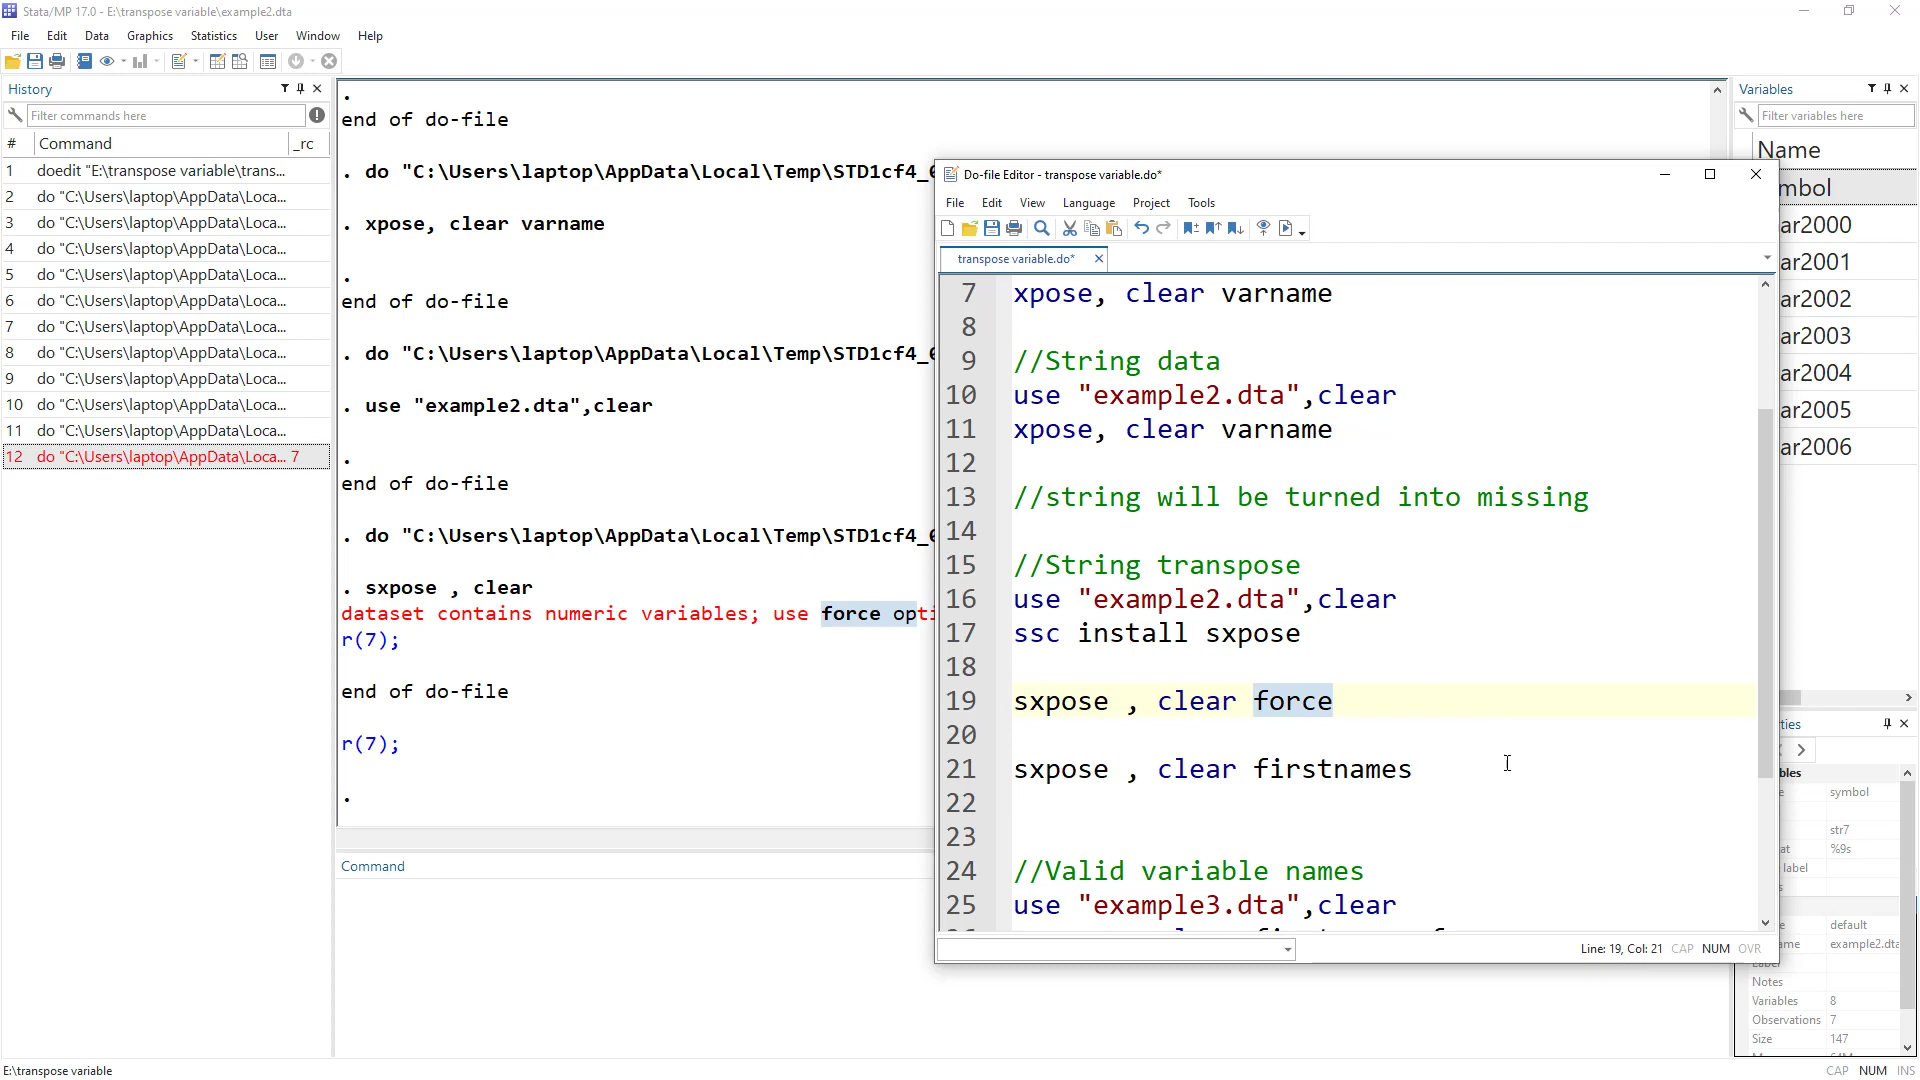 Stata/MP 17.0 - E:\transpose variable\example2.dta
File Edit Data Graphics Statistics User Window Help
History
Filter commands here
# Command _rc
1 doedit "E:\transpose variable\trans...
2 do "C:\Users\laptop\AppData\Loca...
3 do "C:\Users\laptop\AppData\Loca...
4 do "C:\Users\laptop\AppData\Loca...
5 do "C:\Users\laptop\AppData\Loca...
6 do "C:\Users\laptop\AppData\Loca...
7 do "C:\Users\laptop\AppData\Loca...
8 do "C:\Users\laptop\AppData\Loca...
9 do "C:\Users\laptop\AppData\Loca...
10 do "C:\Users\laptop\AppData\Loca...
11 do "C:\Users\laptop\AppData\Loca...
12 do "C:\Users\laptop\AppData\Loca... 7
.
end of do-file
. do "C:\Users\laptop\AppData\Local\Temp\STD1cf4_
. xpose, clear varname
.
end of do-file
. do "C:\Users\laptop\AppData\Local\Temp\STD1cf4_
. use "example2.dta",clear
.
end of do-file
. do "C:\Users\laptop\AppData\Local\Temp\STD1cf4_
. sxpose , clear
dataset contains numeric variables; use force opti
r(7);
end of do-file
r(7);
.
Command
Do-file Editor - transpose variable.do*
File Edit View Language Project Tools
transpose variable.do*
7 xpose, clear varname
8
9 //String data
10 use "example2.dta",clear
11 xpose, clear varname
12
13 //string will be turned into missing
14
15 //String transpose
16 use "example2.dta",clear
17 ssc install sxpose
18
19 sxpose , clear force
20
21 sxpose , clear firstnames
22
23
24 //Valid variable names
25 use "example3.dta",clear
Line: 19, Col: 21 CAP NUM OVR
Variables
Filter variables here
Name
mbol
ar2000
ar2001
ar2002
ar2003
ar2004
ar2005
ar2006
ties
bles
e symbol
str7
at %9s
label
s
e default
ame example2.dta
Label
Notes
Variables 8
Observations 7
Size 147
E:\transpose variable
CAP NUM INS